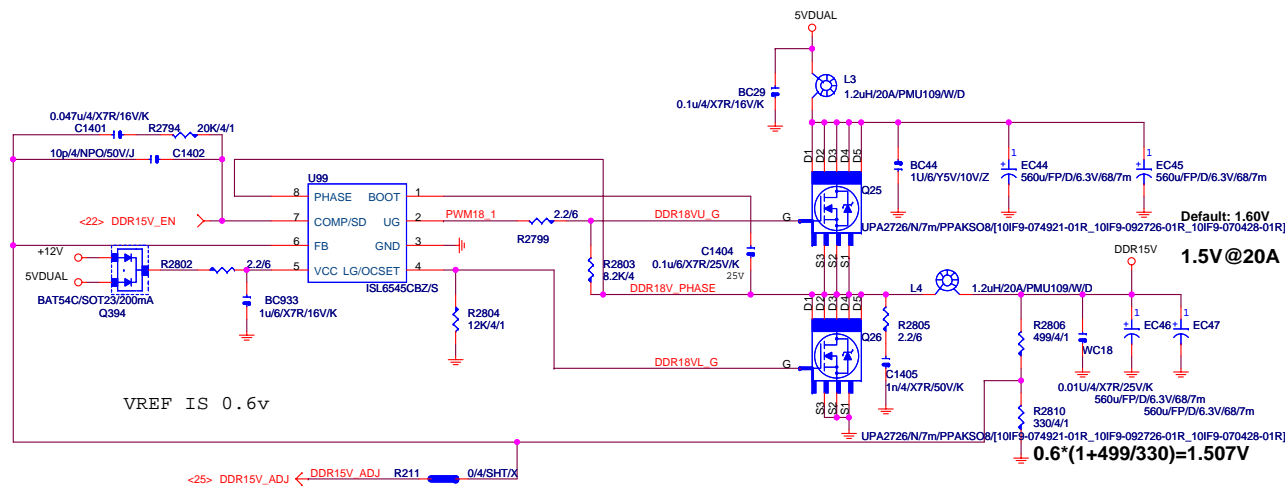 5VDUAL
L3
1.2uH/20A/PMU109/W/D
BC29
0.1u/4/X7R/16V/K
0.047u/4/X7R/16V/K
C1401
R2794
20K/4/1
10p/4/NPO/50V/J
C1402
U99
8
PHASE
BOOT
1
7
COMP/SD
UG
2
6
FB
GND
3
5
VCC
LG/OCSET
4
ISL6545CBZ/S
<22> DDR15V_EN
+12V
5VDUAL
BAT54C/SOT23/200mA
Q394
R2802
2.2/6
BC933
1u/6/X7R/16V/K
PWM18_1
2.2/6
R2799
DDR18VU_G
G
R2803
8.2K/4
C1404
0.1u/6/X7R/25V/K
25V
DDR18V_PHASE
R2804
12K/4/1
DDR18VL_G
G
D1
D2
D3
D4
D5
Q25
S3
S2
S1
UPA2726/N/7m/PPAKSO8/[10IF9-074921-01R_10IF9-092726-01R_10IF9-070428-01R]
BC44
1U/6/Y5V/10V/Z
1
+
EC44
560u/FP/D/6.3V/68/7m
1
+
EC45
560u/FP/D/6.3V/68/7m
Default: 1.60V
DDR15V
1.5V@20A
L4
1.2uH/20A/PMU109/W/D
D1
D2
D3
D4
D5
Q26
S3
S2
S1
R2805
2.2/6
C1405
1n/4/X7R/50V/K
R2806
499/4/1
WC18
0.01U/4/X7R/25V/K
1
+
EC46
560u/FP/D/6.3V/68/7m
1
+
EC47
560u/FP/D/6.3V/68/7m
R2810
330/4/1
UPA2726/N/7m/PPAKSO8/[10IF9-074921-01R_10IF9-092726-01R_10IF9-070428-01R]
0.6*(1+499/330)=1.507V
VREF IS 0.6v
<25> DDR15V_ADJ
DDR15V_ADJ
R211
0/4/SHT/X